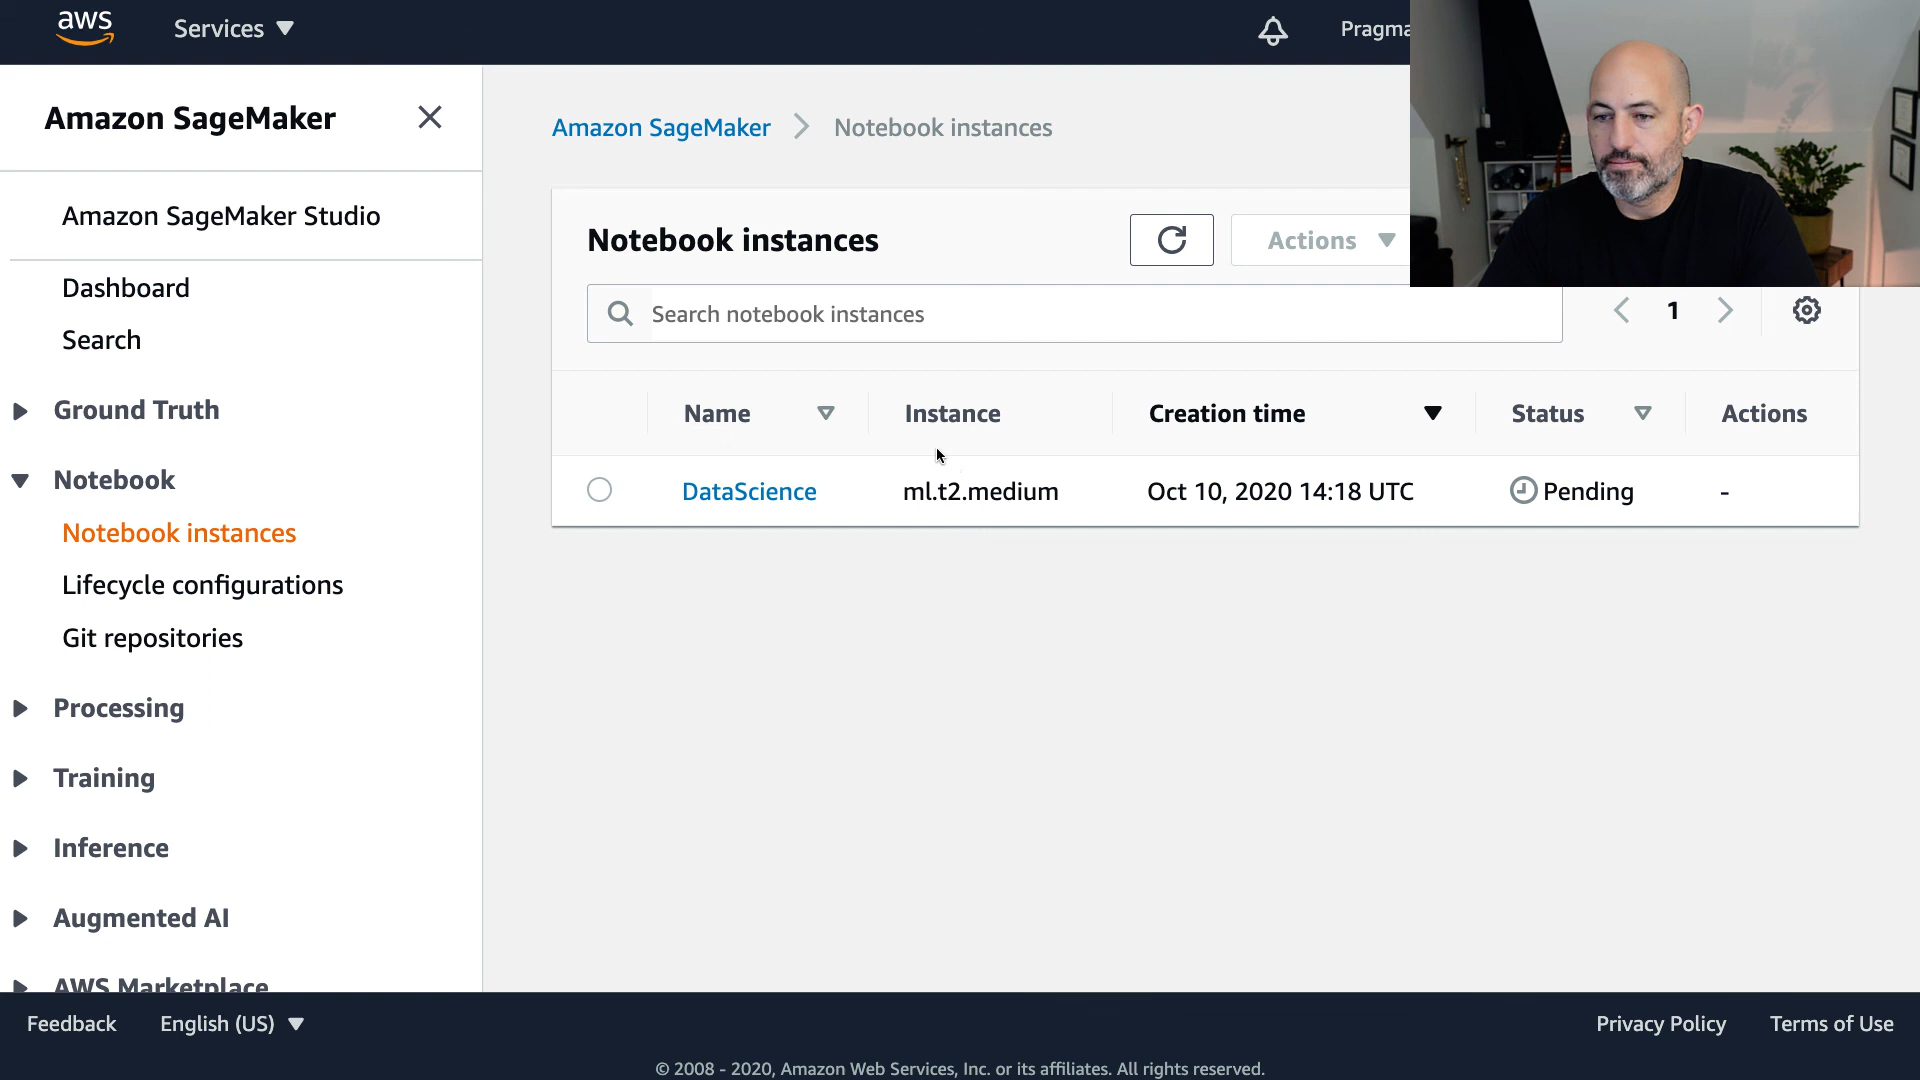 aws
Services
Pragma
Amazon SageMaker
Amazon SageMaker Studio
Dashboard
Search
Ground Truth
Notebook
Notebook instances
Lifecycle configurations
Git repositories
Processing
Training
Inference
Augmented AI
AWS Marketplace
Amazon SageMaker > Notebook instances
Notebook instances
Actions
Search notebook instances
1
Name Instance Creation time Status Actions
DataScience ml.t2.medium Oct 10, 2020 14:18 UTC Pending -
Feedback English (US) Privacy Policy Terms of Use
© 2008 - 2020, Amazon Web Services, Inc. or its affiliates. All rights reserved.